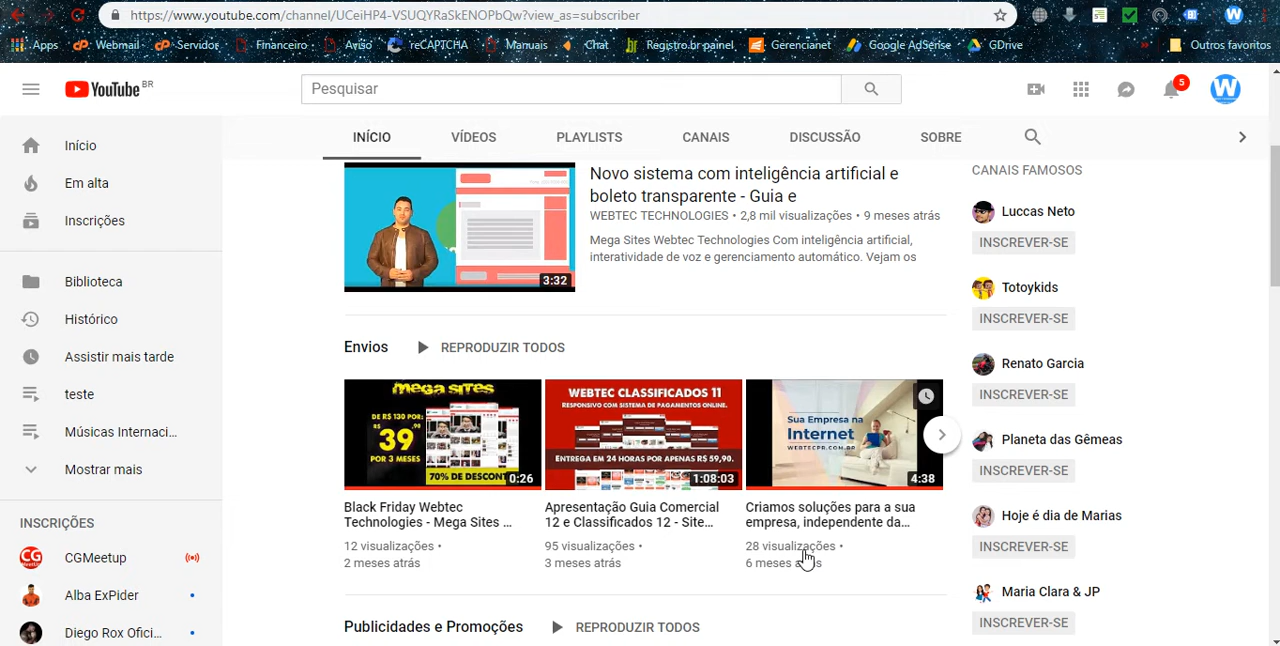 https://www.youtube.com/channel/UCeiHP4-VSUQYRaSkENOPbQw?view_as=subscriber
Apps Webmail Servidor Financeiro Aviso reCAPTCHA Manuais Chat Registro.br painel Gerencianet Google AdSense GDrive » Outros favoritos
YouTube BR
Pesquisar
5
W
INÍCIO VÍDEOS PLAYLISTS CANAIS DISCUSSÃO SOBRE
Início
Em alta
Inscrições
Biblioteca
Histórico
Assistir mais tarde
teste
Músicas Internaci...
Mostrar mais
INSCRIÇÕES
CGMeetup
Alba ExPider
Diego Rox Ofici...
3:32
Novo sistema com inteligência artificial e
boleto transparente - Guia e
WEBTEC TECHNOLOGIES • 2,8 mil visualizações • 9 meses atrás
Mega Sites Webtec Technologies Com inteligência artificial,
interatividade de voz e gerenciamento automático. Vejam os
Envios REPRODUZIR TODOS
MEGA SITES
DE R$ 130 POR:
R$ 39,90
POR 3 MESES
70% DE DESCONT
0:26
Black Friday Webtec
Technologies - Mega Sites ...
12 visualizações •
2 meses atrás
WEBTEC CLASSIFICADOS 11
RESPONSIVO COM SISTEMA DE PAGAMENTOS ONLINE.
ENTREGA EM 24 HORAS POR APENAS R$ 59,90.
1:08:03
Apresentação Guia Comercial
12 e Classificados 12 - Site...
95 visualizações •
3 meses atrás
Sua Empresa na
Internet
WEBTECPR.COM.BR
4:38
Criamos soluções para a sua
empresa, independente da...
28 visualizações •
6 meses atrás
Publicidades e Promoções REPRODUZIR TODOS
CANAIS FAMOSOS
Luccas Neto
INSCREVER-SE
Totoykids
INSCREVER-SE
Renato Garcia
INSCREVER-SE
Planeta das Gêmeas
INSCREVER-SE
Hoje é dia de Marias
INSCREVER-SE
Maria Clara & JP
INSCREVER-SE